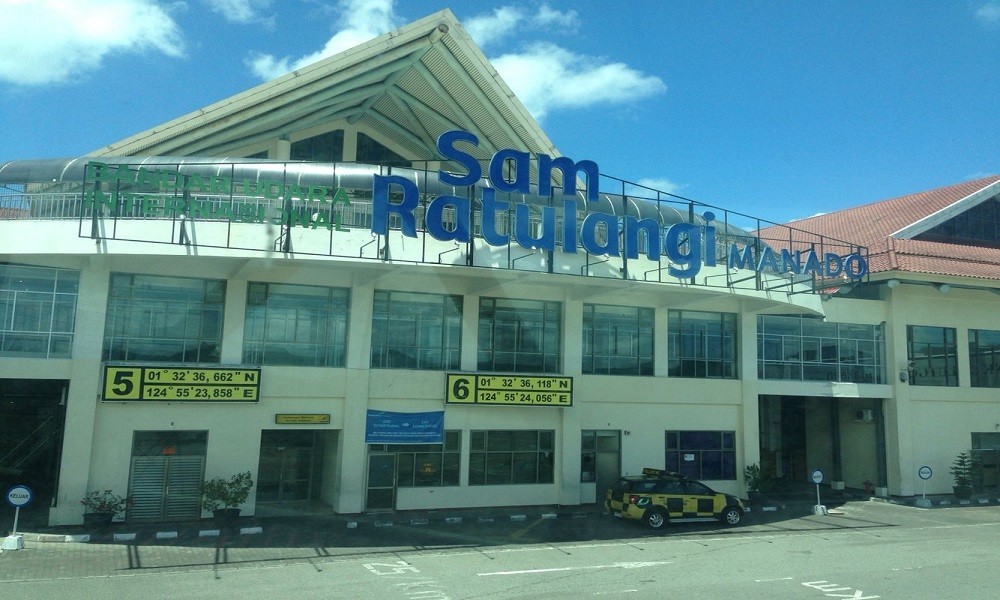 BANDAR UDARA
INTERNASIONAL
Sam
Ratulangi
MANADO
5
01° 32' 36, 662" N
124° 55' 23, 858" E
6
01° 32' 36, 118" N
124° 55' 24, 056" E
KELUAR
KELUAR